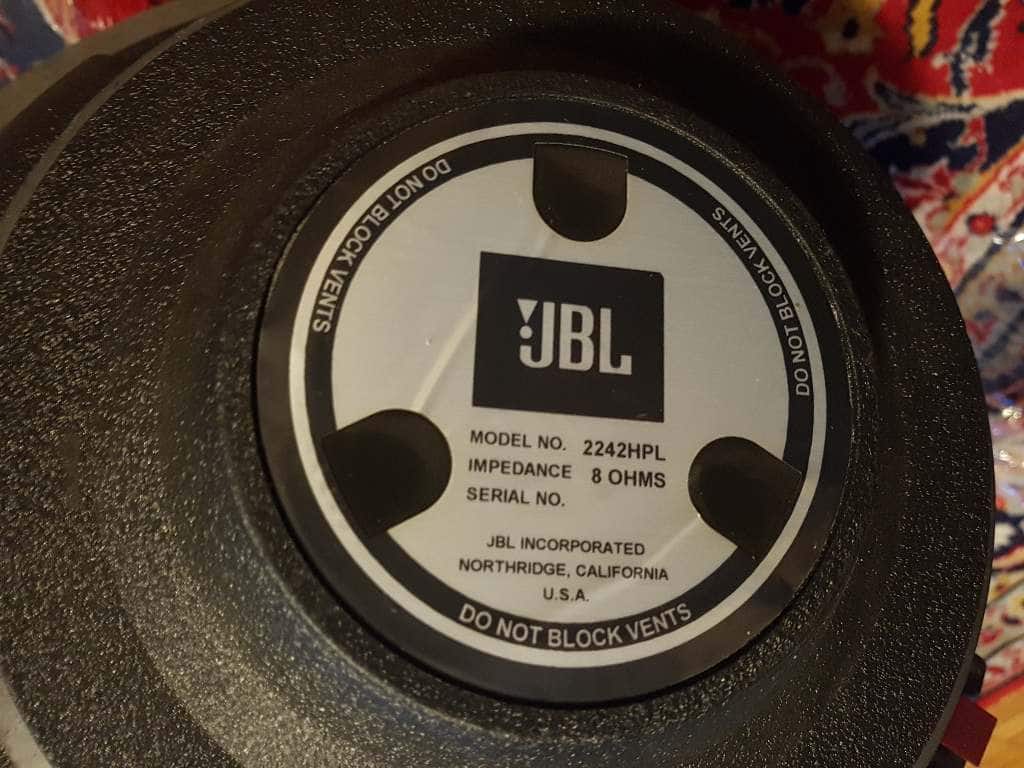 DO NOT BLOCK VENTS
DO NOT BLOCK VENTS
JBL
MODEL NO. 2242HPL
IMPEDANCE 8 OHMS
SERIAL NO.
JBL INCORPORATED
NORTHRIDGE, CALIFORNIA
U.S.A.
DO NOT BLOCK VENTS